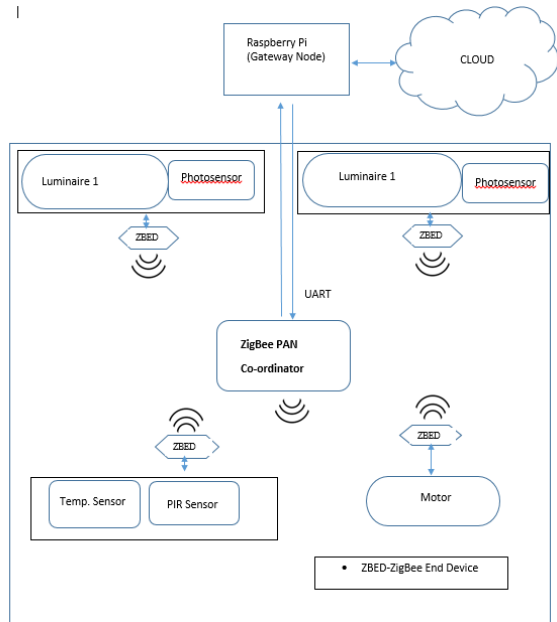 Raspberry Pi
(Gateway Node)
CLOUD
Luminaire 1
Photosensor
Luminaire 1
Photosensor
ZBED
ZBED
UART
ZigBee PAN
Co-ordinator
ZBED
ZBED
Temp. Sensor
PIR Sensor
Motor
• ZBED-ZigBee End Device